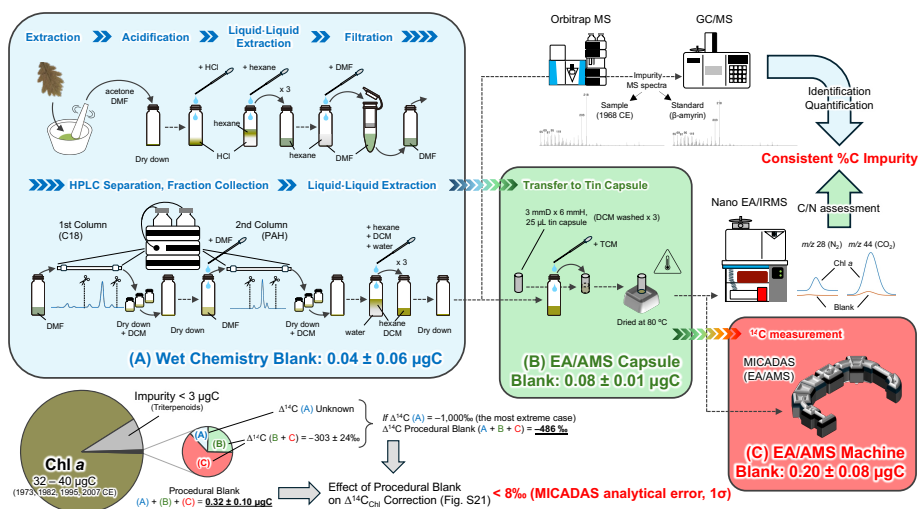 Extraction
Acidification
Liquid-Liquid
Extraction
Filtration
acetone
DMF
+ HCl
+ hexane
x 3
+ DMF
hexane
Dry down
HCl
hexane
DMF
DMF
HPLC Separation, Fraction Collection
Liquid-Liquid Extraction
1st Column
(C18)
2nd Column
(PAH)
+ DMF
+ hexane
+ DCM
+ water
x 3
DMF
Dry down
+ DCM
DMF
Dry down
+ DCM
water
hexane
DCM
Dry down
(A) Wet Chemistry Blank: 0.04 ± 0.06 µgC
Orbitrap MS
GC/MS
Impurity
MS spectra
Sample
(1968 CE)
Standard
(β-amyrin)
Identification
Quantification
Consistent %C Impurity
C/N assessment
Transfer to Tin Capsule
3 mmD x 6 mmH,
25 µL tin capsule
(DCM washed x 3)
+ TCM
Dried at 80 ºC
(B) EA/AMS Capsule
Blank: 0.08 ± 0.01 µgC
Nano EA/IRMS
m/z 28 (N₂)
m/z 44 (CO₂)
Chl a
Blank
¹⁴C measurement
MICADAS
(EA/AMS)
(C) EA/AMS Machine
Blank: 0.20 ± 0.08 µgC
Impurity < 3 µgC
(Triterpenoids)
Chl a
32 – 40 µgC
(1973, 1982, 1995, 2007 CE)
(A)
(B)
(C)
Δ¹⁴C (A) Unknown
Δ¹⁴C (B + C) = −303 ± 24‰
If Δ¹⁴C (A) = –1,000‰ (the most extreme case)
Δ¹⁴C Procedural Blank (A + B + C) = –486 ‰
Procedural Blank
(A) + (B) + (C) = 0.32 ± 0.10 µgC
Effect of Procedural Blank
on Δ¹⁴C Chl Correction (Fig. S21)
< 8‰ (MICADAS analytical error, 1σ)